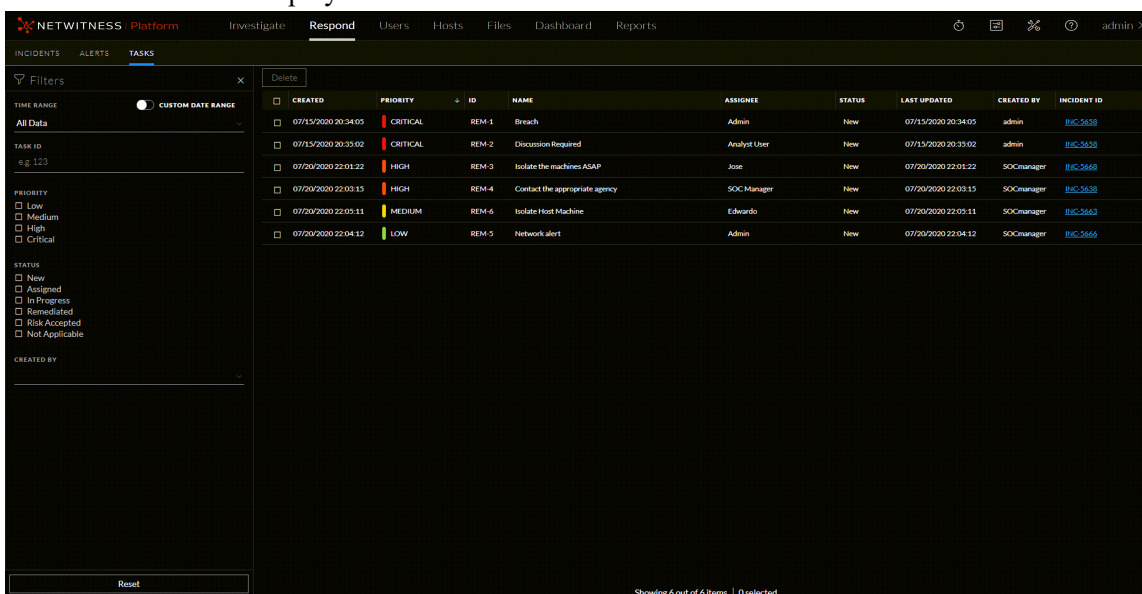 NETWITNESS Platform Investigate Respond Users Hosts Files Dashboard Reports admin
INCIDENTS ALERTS TASKS
Filters
Delete
TIME RANGE CUSTOM DATE RANGE
All Data
TASK ID
e.g. 123
PRIORITY
Low
Medium
High
Critical
STATUS
New
Assigned
In Progress
Remediated
Risk Accepted
Not Applicable
CREATED BY
Reset
CREATED PRIORITY ID NAME ASSIGNEE STATUS LAST UPDATED CREATED BY INCIDENT ID
07/15/2020 20:34:05 CRITICAL REM-1 Breach Admin New 07/15/2020 20:34:05 admin INC-5658
07/15/2020 20:35:02 CRITICAL REM-2 Discussion Required Analyst User New 07/15/2020 20:35:02 admin INC-5658
07/20/2020 22:01:22 HIGH REM-3 Isolate the machines ASAP Jose New 07/20/2020 22:01:22 SOCmanager INC-5668
07/20/2020 22:03:15 HIGH REM-4 Contact the appropriate agency SOC Manager New 07/20/2020 22:03:15 SOCmanager INC-5638
07/20/2020 22:05:11 MEDIUM REM-6 Isolate Host Machine Edwardo New 07/20/2020 22:05:11 SOCmanager INC-5663
07/20/2020 22:04:12 LOW REM-5 Network alert Admin New 07/20/2020 22:04:12 SOCmanager INC-5666
Showing 6 out of 6 items | 0 selected